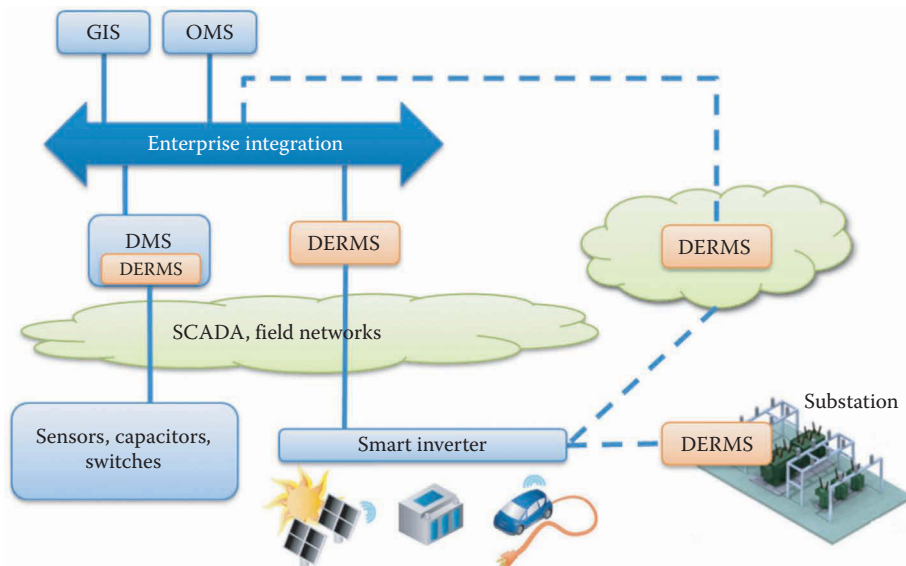 GIS
OMS
Enterprise integration
DMS
DERMS
DERMS
DERMS
SCADA, field networks
Sensors, capacitors,
switches
Smart inverter
DERMS
Substation